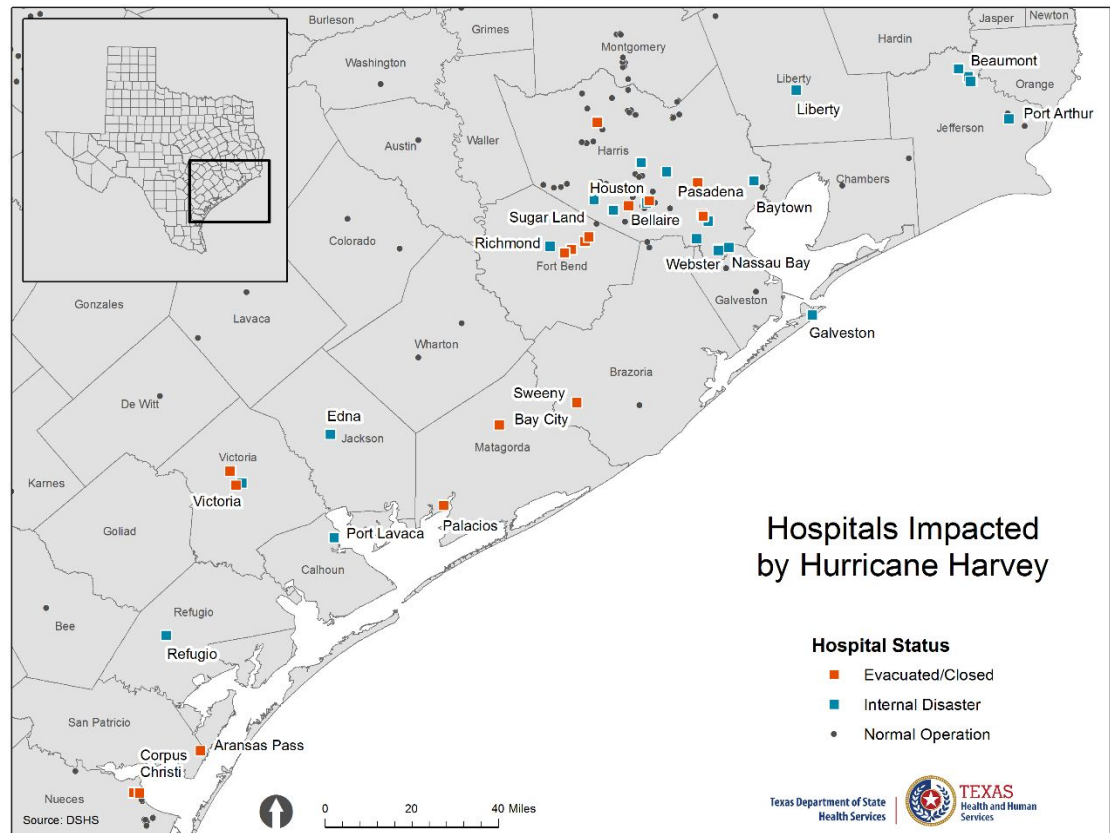 Burleson
Grimes
Jasper
Newton
Hardin
Montgomery
Washington
Beaumont
Liberty
Orange
Liberty
Port Arthur
Jefferson
Austin
Waller
Harris
Houston
Pasadena
Chambers
Baytown
Sugar Land
Bellaire
Colorado
Richmond
Fort Bend
Webster
Nassau Bay
Gonzales
Lavaca
Galveston
Galveston
Wharton
Brazoria
De Witt
Sweeny
Edna
Bay City
Jackson
Matagorda
Victoria
Karnes
Victoria
Goliad
Palacios
Port Lavaca
Calhoun
Hospitals Impacted
by Hurricane Harvey
Refugio
Bee
Refugio
Hospital Status
Evacuated/Closed
Internal Disaster
Normal Operation
San Patricio
Aransas Pass
Corpus
Christi
Nueces
Source: DSHS
0 20 40 Miles
Texas Department of State
Health Services
TEXAS
Health and Human
Services